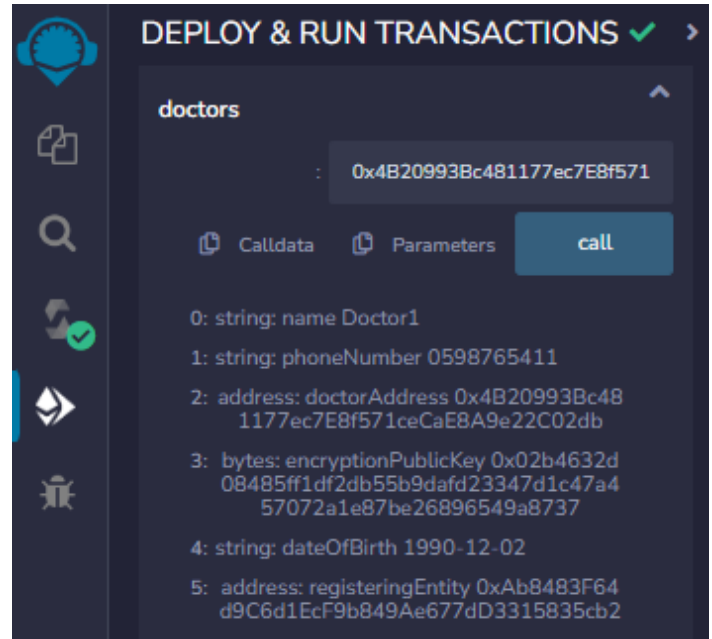 DEPLOY & RUN TRANSACTIONS
doctors
: 0x4B20993Bc481177ec7E8f571
Calldata Parameters call
0: string: name Doctor1
1: string: phoneNumber 0598765411
2: address: doctorAddress 0x4B20993Bc48
1177ec7E8f571ceCaE8A9e22C02db
3: bytes: encryptionPublicKey 0x02b4632d
08485ff1df2db55b9dafd23347d1c47a4
57072a1e87be26896549a8737
4: string: dateOfBirth 1990-12-02
5: address: registeringEntity 0xAb8483F64
d9C6d1EcF9b849Ae677dD3315835cb2